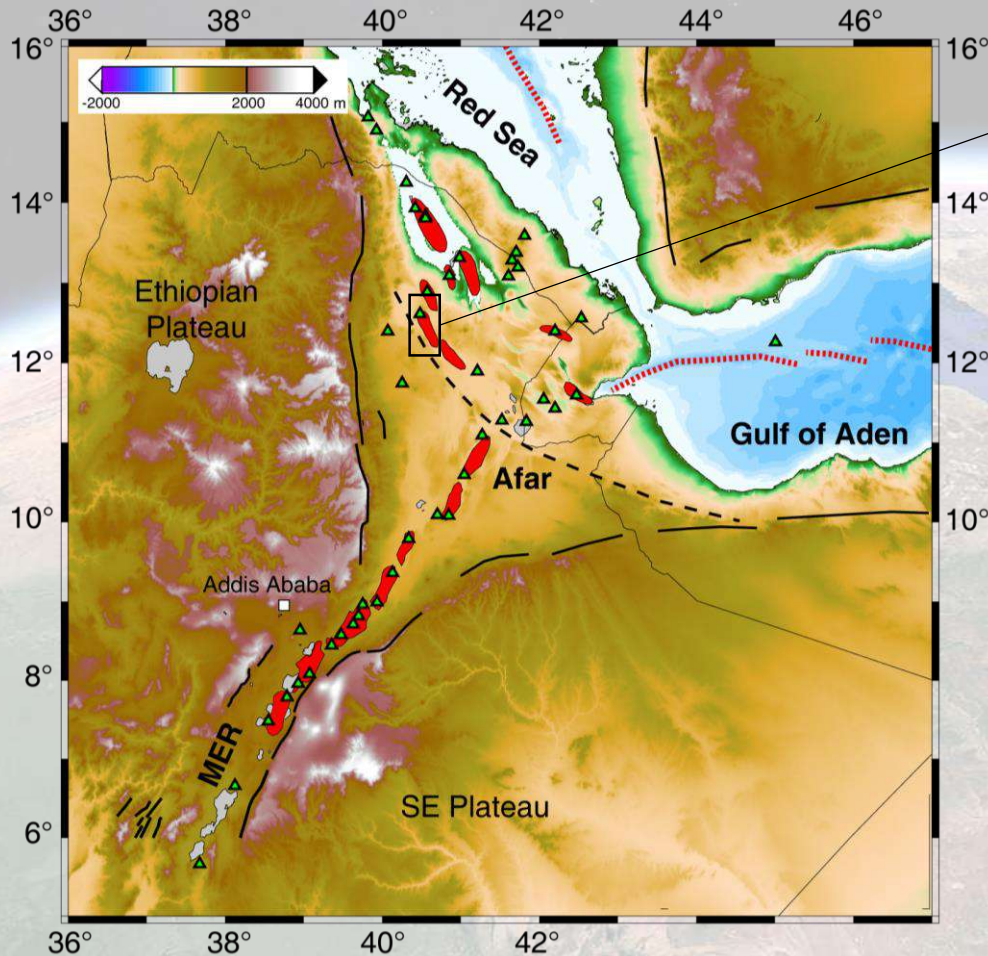 36° 38° 40° 42° 44° 46°
16° 16°
-2000 2000 4000 m
Red Sea
14° 14°
Ethiopian
Plateau
12° 12°
Gulf of Aden
Afar
10° 10°
Addis Ababa
8°
MER
SE Plateau
6°
36° 38° 40° 42°